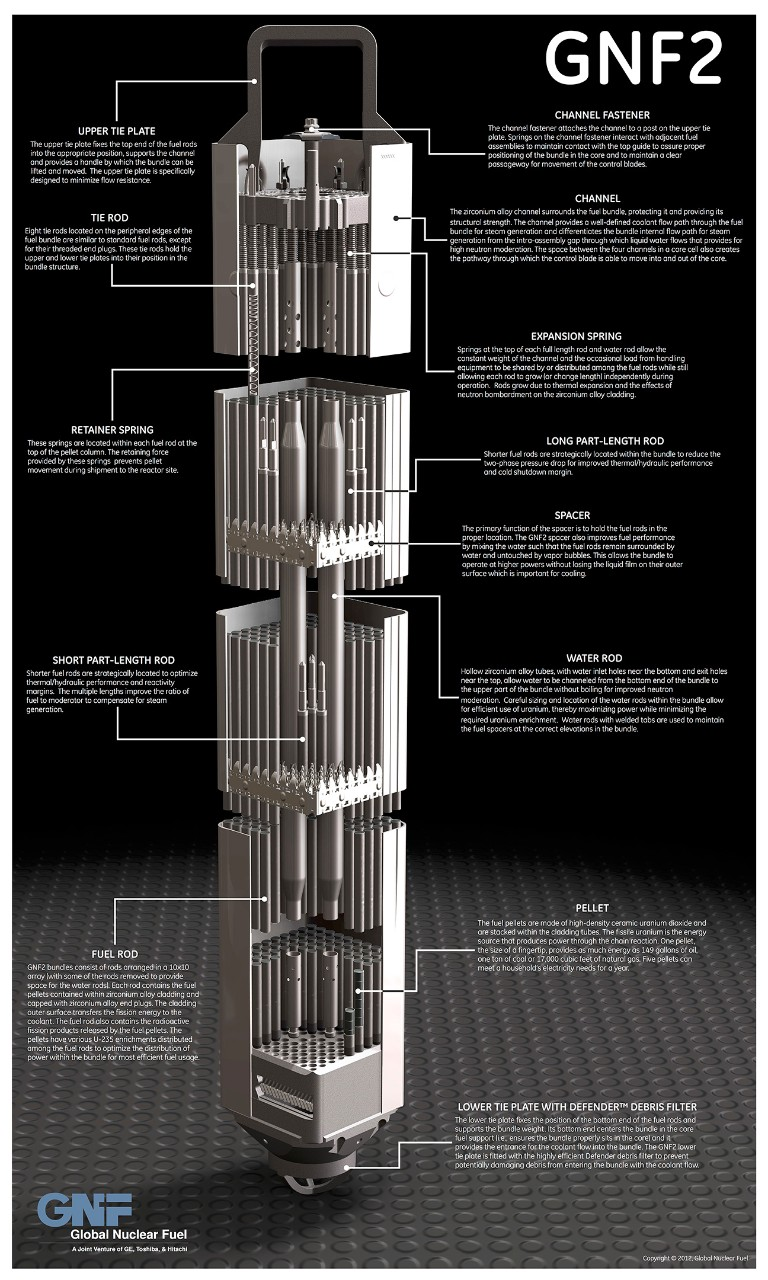 GNF2
UPPER TIE PLATE
The upper tie plate fixes the top end of the fuel rods
into the appropriate position, supports the channel
and provides a handle by which the bundle can be
lifted and moved. The upper tie plate is specifically
designed to minimize flow resistance.
CHANNEL FASTENER
The channel fastener attaches the channel to a post on the upper tie
plate. Springs on the channel fastener interact with adjacent fuel
assemblies to maintain contact with the top guide to assure proper
positioning of the bundle in the core and to maintain a clear
passageway for movement of the control blades.
TIE ROD
Eight tie rods located on the peripheral edges of the
fuel bundle are similar to standard fuel rods, except
for their threaded end plugs. These tie rods hold the
upper and lower tie plates into their position in the
bundle structure.
CHANNEL
The zirconium alloy channel surrounds the fuel bundle, protecting it and providing its
structural strength. The channel provides a well-defined coolant flow path through the fuel
bundle for steam generation and differentiates the bundle internal flow path for steam
generation from the intra-assembly gap through which liquid water flows that provides for
high neutron moderation. The space between the four channels in a core cell also creates
the pathway through which the control blade is able to move into and out of the core.
EXPANSION SPRING
Springs at the top of each full length rod and water rod allow the
constant weight of the channel and the occasional load from handling
equipment to be shared by or distributed among the fuel rods while still
allowing each rod to grow (or change length) independently during
operation. Rods grow due to thermal expansion and the effects of
neutron bombardment on the zirconium alloy cladding.
RETAINER SPRING
These springs are located within each fuel rod at the
top of the pellet column. The retaining force
provided by these springs prevents pellet
movement during shipment to the reactor site.
LONG PART-LENGTH ROD
Shorter fuel rods are strategically located within the bundle to reduce the
two-phase pressure drop for improved thermal/hydraulic performance
and cold shutdown margin.
SPACER
The primary function of the spacer is to hold the fuel rods in the
proper location. The GNF2 spacer also improves fuel performance
by mixing the water such that the fuel rods remain surrounded by
water and untouched by vapor bubbles. This allows the bundle to
operate at higher powers without losing the liquid film on their outer
surface which is important for cooling.
SHORT PART-LENGTH ROD
Shorter fuel rods are strategically located to optimize
thermal/hydraulic performance and reactivity
margins. The multiple lengths improve the ratio of
fuel to moderator to compensate for steam
generation.
WATER ROD
Hollow zirconium alloy tubes, with water inlet holes near the bottom and exit holes
near the top, allow water to be channeled from the bottom end of the bundle to
the upper part of the bundle without boiling for improved neutron
moderation. Careful sizing and location of the water rods within the bundle allow
for efficient use of uranium, thereby maximizing power while minimizing the
required uranium enrichment. Water rods with welded tabs are used to maintain
the fuel spacers at the correct elevations in the bundle.
PELLET
The fuel pellets are made of high-density ceramic uranium dioxide and
are stacked within the cladding tubes. The fissile uranium is the energy
source that produces power through the chain reaction. One pellet,
the size of a fingertip, provides as much energy as 149 gallons of oil,
one ton of coal or 17,000 cubic feet of natural gas. Five pellets can
meet a household's electricity needs for a year.
FUEL ROD
GNF2 bundles consist of rods arranged in a 10x10
array (with some of the rods removed to provide
space for the water rods). Each rod contains the fuel
pellets contained within zirconium alloy cladding and
capped with zirconium alloy end plugs. The cladding
outer surface transfers the fission energy to the
coolant. The fuel rod also contains the radioactive
fission products released by the fuel pellets. The
pellets have various U-235 enrichments distributed
among the fuel rods to optimize the distribution of
power within the bundle for most efficient fuel usage.
LOWER TIE PLATE WITH DEFENDER™ DEBRIS FILTER
The lower tie plate fixes the position of the bottom end of the fuel rods and
supports the bundle weight. Its bottom end centers the bundle in the core
fuel support (i.e., ensures the bundle properly sits in the core) and it
provides the entrance for the coolant flow into the bundle. The GNF2 lower
tie plate is fitted with the highly efficient Defender debris filter to prevent
potentially damaging debris from entering the bundle with the coolant flow.
GNF
Global Nuclear Fuel
A Joint Venture of GE, Toshiba, & Hitachi
Copyright © 2012, Global Nuclear Fuel